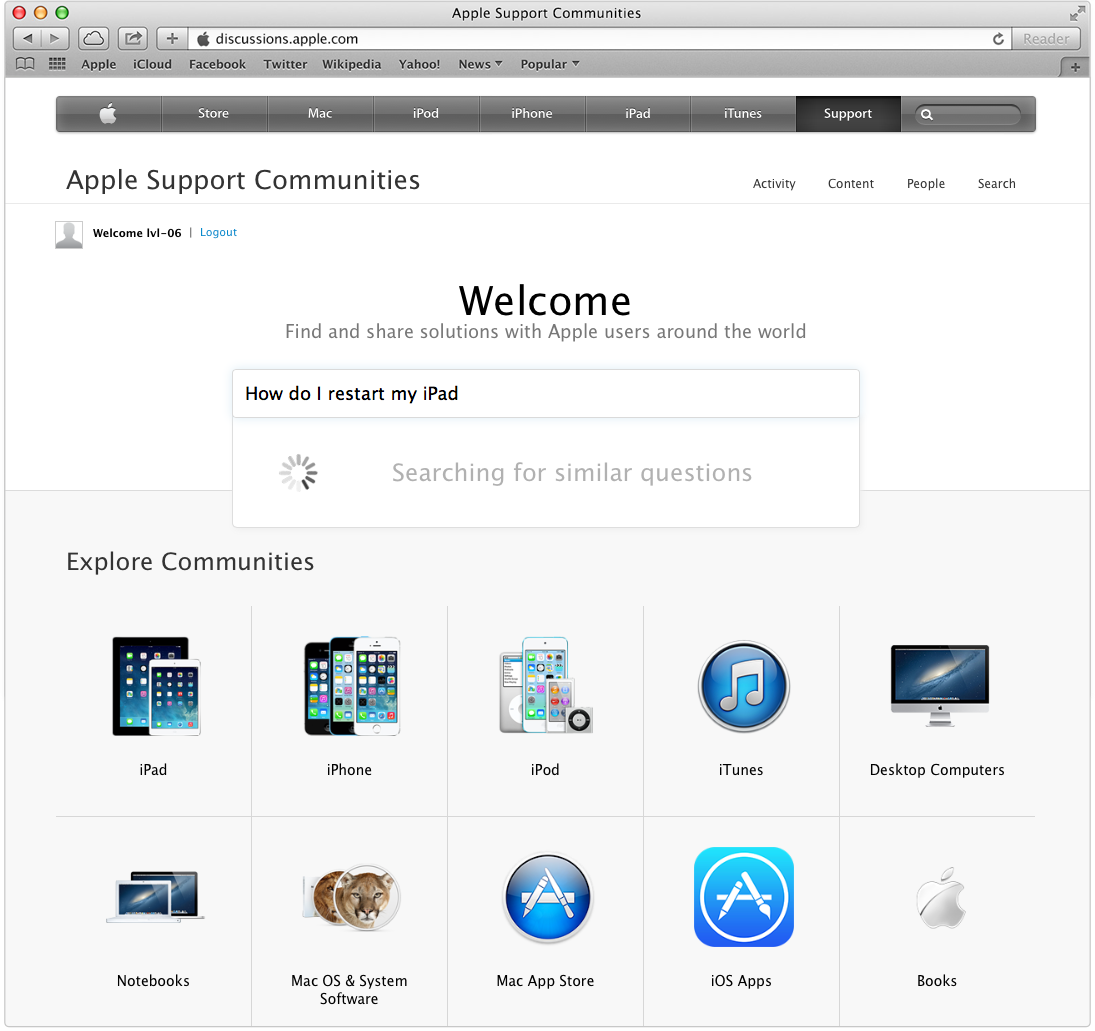 Apple Support Communities
discussions.apple.com
Reader
Apple iCloud Facebook Twitter Wikipedia Yahoo! News Popular
Store Mac iPod iPhone iPad iTunes Support
Apple Support Communities
Activity Content People Search
Welcome lvl-06 | Logout
Welcome
Find and share solutions with Apple users around the world
How do I restart my iPad
Searching for similar questions
Explore Communities
iPad iPhone iPod iTunes Desktop Computers
Notebooks Mac OS & System Mac App Store iOS Apps Books
Software